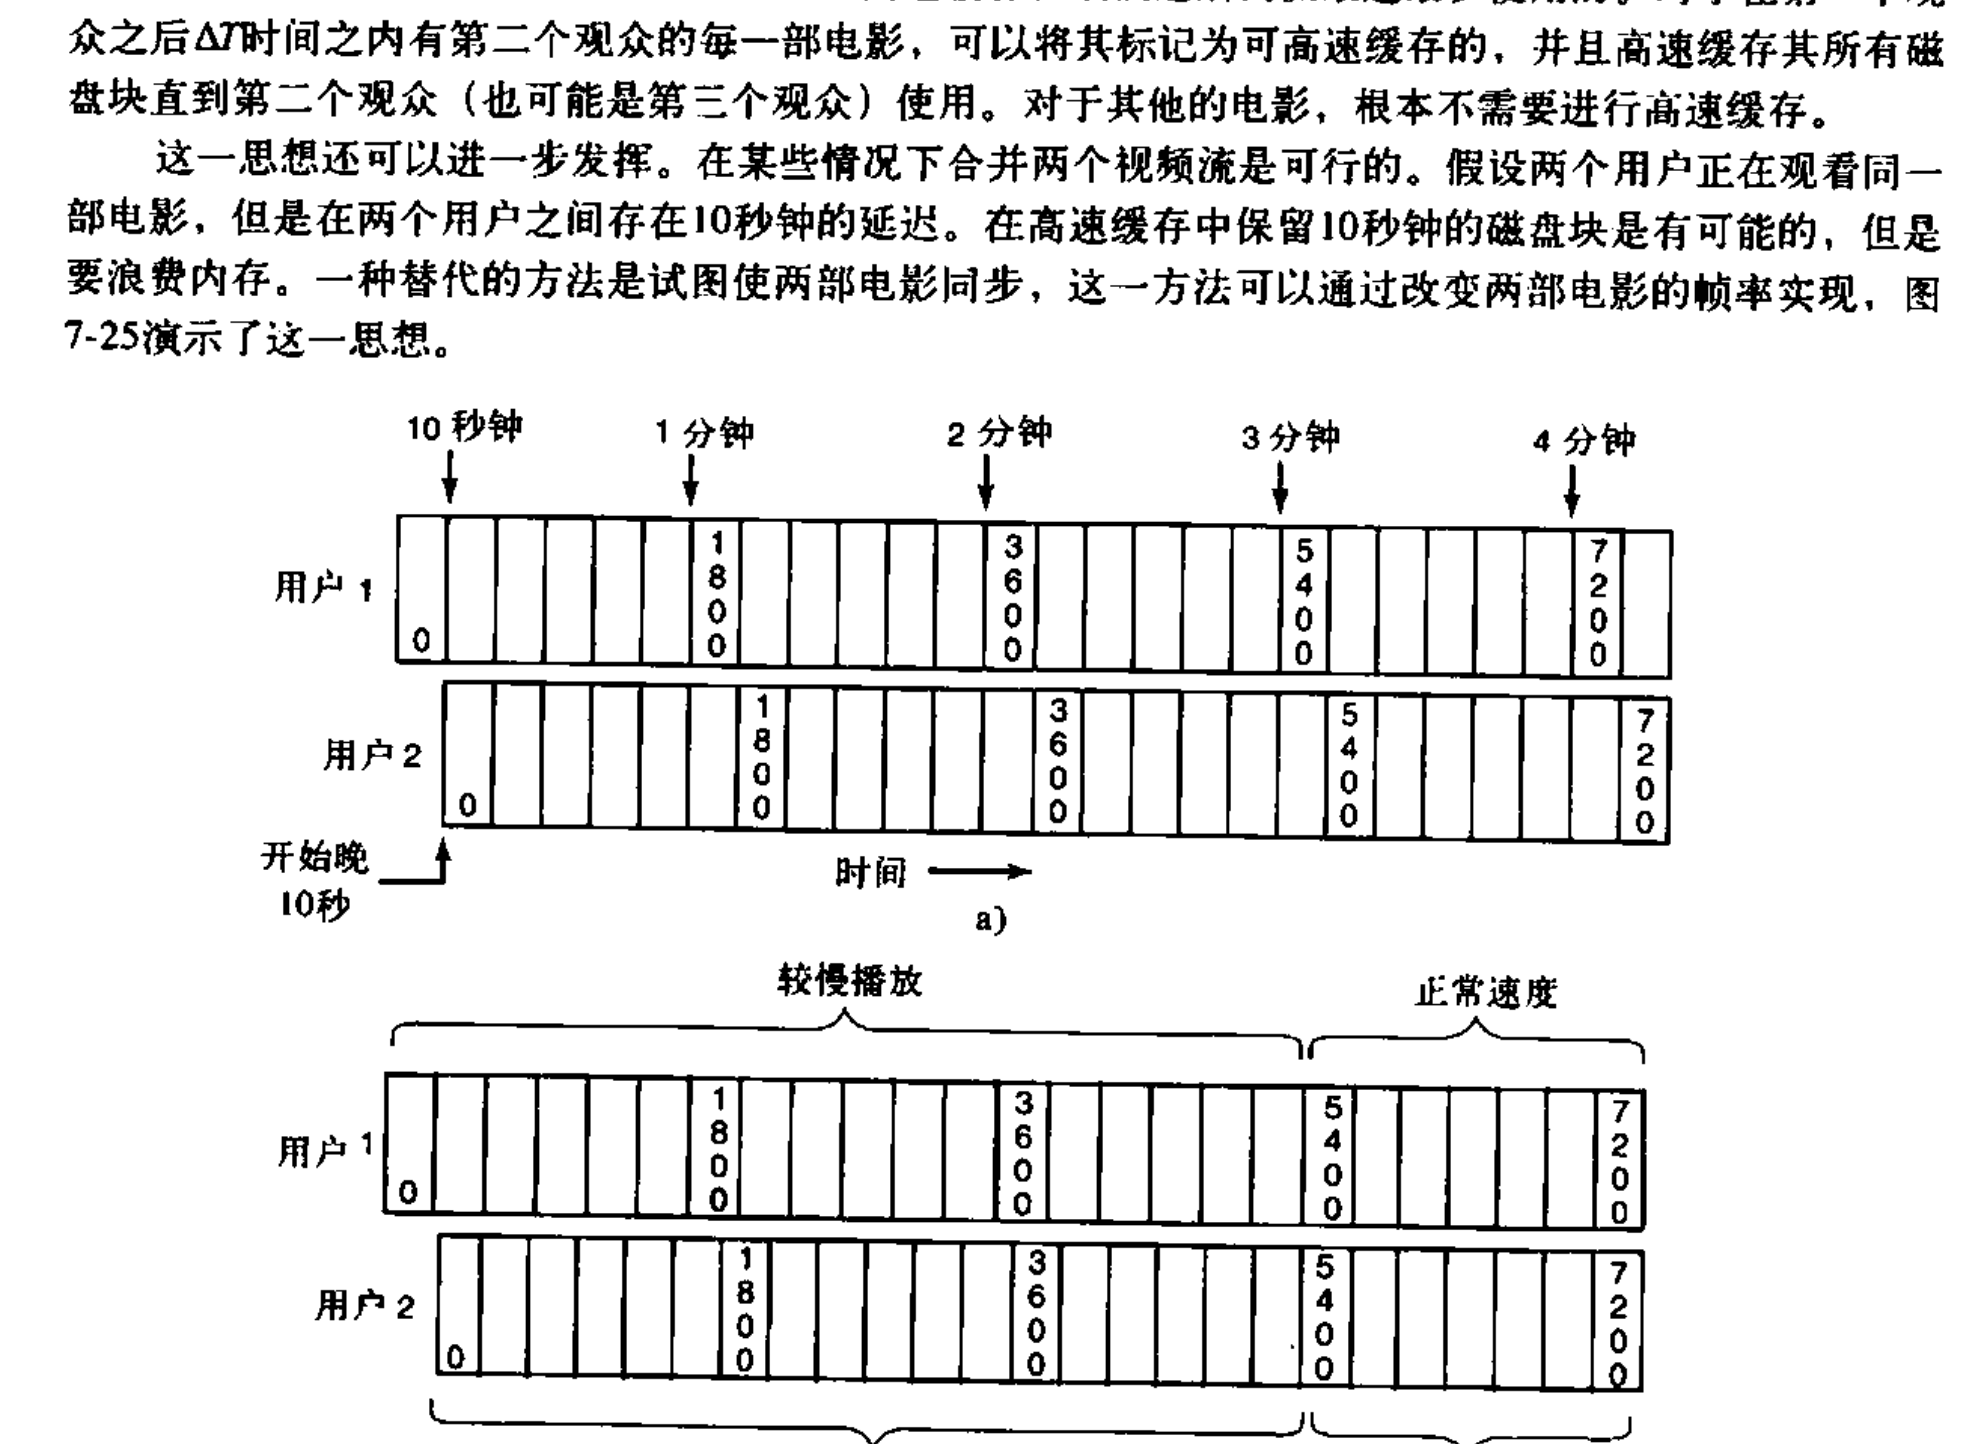 众之后ΔT时间之内有第二个观众的每一部电影，可以将其标记为可高速缓存的，并且高速缓存其所有磁
盘块直到第二个观众（也可能是第三个观众）使用。对于其他的电影，根本不需要进行高速缓存。
这一思想还可以进一步发挥。在某些情况下合并两个视频流是可行的。假设两个用户正在观看同一
部电影，但是在两个用户之间存在10秒钟的延迟。在高速缓存中保留10秒钟的磁盘块是有可能的，但是
要浪费内存。一种替代的方法是试图使两部电影同步，这一方法可以通过改变两部电影的帧率实现，图
7-25演示了这一思想。
10 秒钟 1 分钟 2 分钟 3 分钟 4 分钟
用户 1 0 1800 3600 5400 7200
用户 2 0 1800 3600 5400 7200
开始晚
10秒
时间
a)
较慢播放 正常速度
用户 1 0 1800 3600 5400 7200
用户 2 0 1800 3600 5400 7200